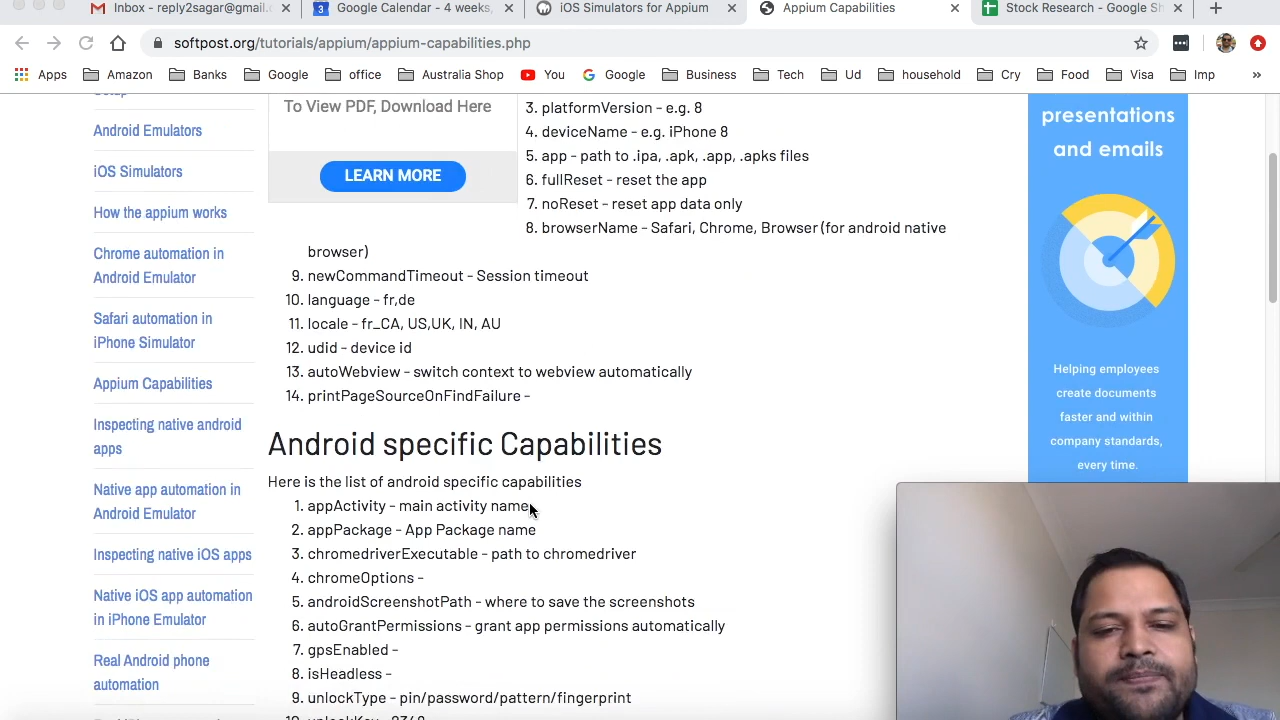 Inbox - reply2sagar@gmail.
Google Calendar - 4 weeks,
iOS Simulators for Appium
Appium Capabilities
Stock Research - Google Sh
softpost.org/tutorials/appium/appium-capabilities.php
Apps Amazon Banks Google office Australia Shop You Google Business Tech Ud household Cry Food Visa Imp »
Android Emulators
iOS Simulators
How the appium works
Chrome automation in
Android Emulator
Safari automation in
iPhone Simulator
Appium Capabilities
Inspecting native android
apps
Native app automation in
Android Emulator
Inspecting native iOS apps
Native iOS app automation
in iPhone Emulator
Real Android phone
automation
To View PDF, Download Here
LEARN MORE
3. platformVersion - e.g. 8
4. deviceName - e.g. iPhone 8
5. app - path to .ipa, .apk, .app, .apks files
6. fullReset - reset the app
7. noReset - reset app data only
8. browserName - Safari, Chrome, Browser (for android native
browser)
9. newCommandTimeout - Session timeout
10. language - fr,de
11. locale - fr_CA, US,UK, IN, AU
12. udid - device id
13. autoWebview - switch context to webview automatically
14. printPageSourceOnFindFailure -
Android specific Capabilities
Here is the list of android specific capabilities
1. appActivity - main activity name
2. appPackage - App Package name
3. chromedriverExecutable - path to chromedriver
4. chromeOptions -
5. androidScreenshotPath - where to save the screenshots
6. autoGrantPermissions - grant app permissions automatically
7. gpsEnabled -
8. isHeadless -
9. unlockType - pin/password/pattern/fingerprint
presentations
and emails
Helping employees
create documents
faster and within
company standards,
every time.